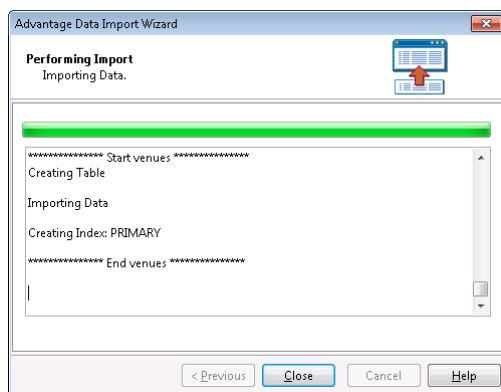 Advantage Data Import Wizard
Performing Import
Importing Data.
*************** Start venues ***************
Creating Table
Importing Data
Creating Index: PRIMARY
*************** End venues ***************
< Previous
Close
Cancel
Help